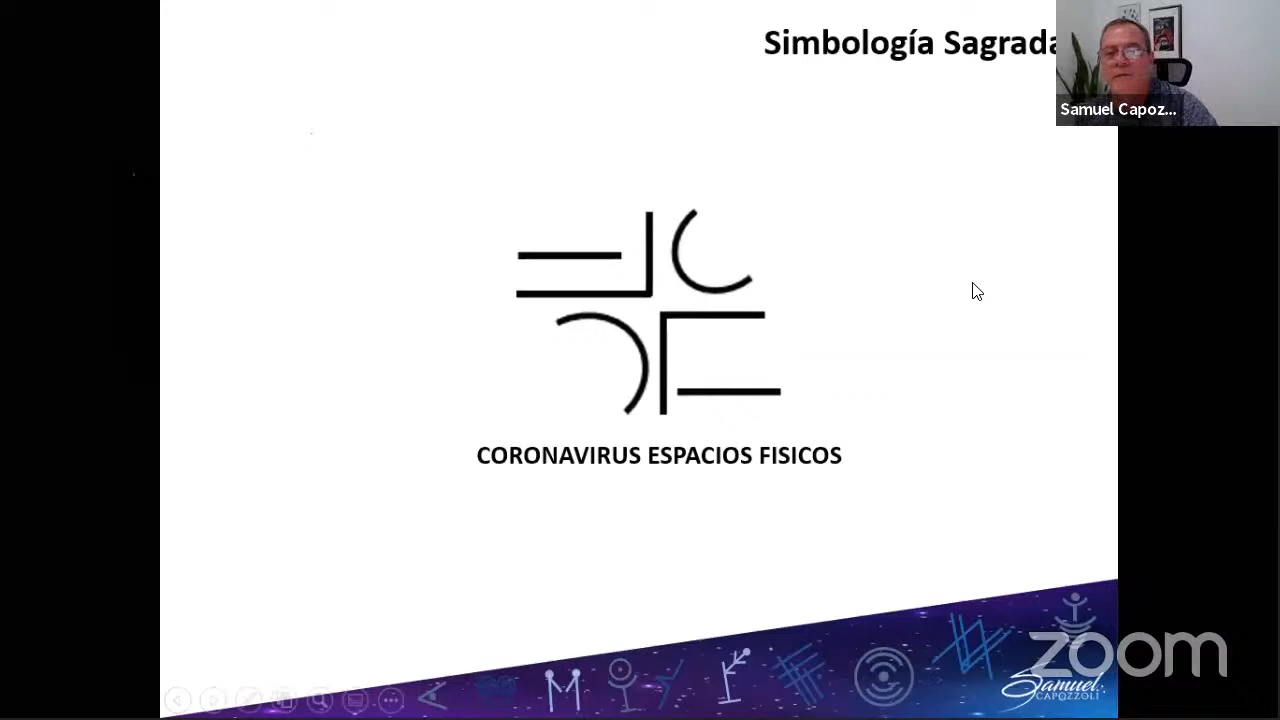 Simbología Sagrada
Samuel Capoz...
CORONAVIRUS ESPACIOS FISICOS
zoom
Samuel
CAPOZZOLI